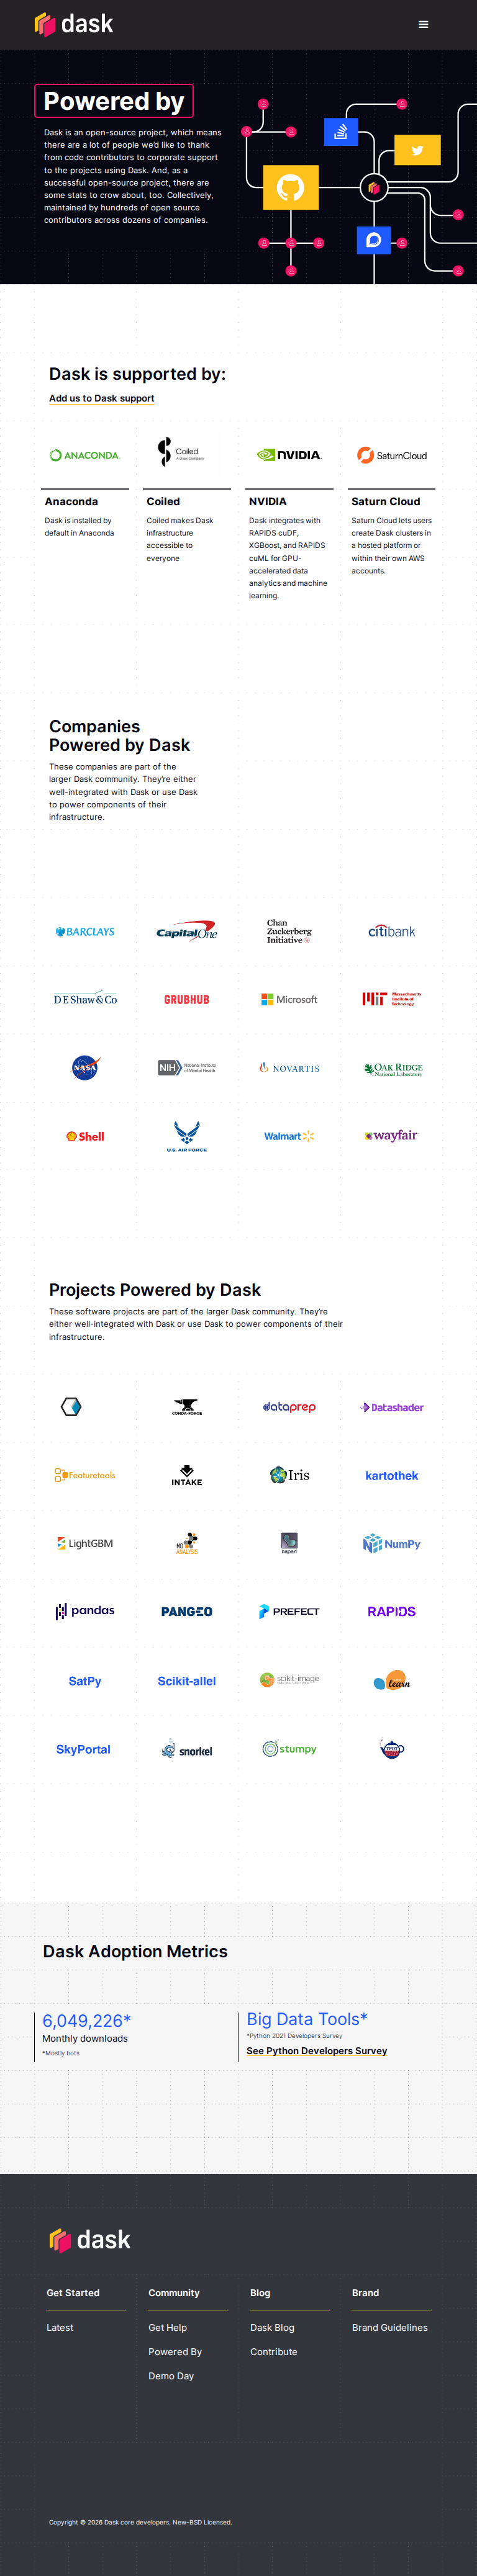 dask
Powered by
Dask is an open-source project, which means
there are a lot of people we'd like to thank
from code contributors to corporate support
to the projects using Dask. And, as a
successful open-source project, there are
some stats to crow about, too. Collectively,
maintained by hundreds of open source
contributors across dozens of companies.
Dask is supported by:
Add us to Dask support
ANACONDA.
Coiled
A Dask Company
NVIDIA.
SaturnCloud
Anaconda
Dask is installed by
default in Anaconda
Coiled
Coiled makes Dask
infrastructure
accessible to
everyone
NVIDIA
Dask integrates with
RAPIDS cuDF,
XGBoost, and RAPIDS
cuML for GPU-
accelerated data
analytics and machine
learning.
Saturn Cloud
Saturn Cloud lets users
create Dask clusters in
a hosted platform or
within their own AWS
accounts.
Companies
Powered by Dask
These companies are part of the
larger Dask community. They're either
well-integrated with Dask or use Dask
to power components of their
infrastructure.
BARCLAYS
Capital One
Chan
Zuckerberg
Initiative
citibank
D E Shaw & Co
GRUBHUB
Microsoft
MIT
Massachusetts
Institute of
Technology
NASA
NIH
National Institute
of Mental Health
NOVARTIS
OAK RIDGE
National Laboratory
Shell
U.S. AIR FORCE
Walmart
wayfair
Projects Powered by Dask
These software projects are part of the larger Dask community. They're
either well-integrated with Dask or use Dask to power components of their
infrastructure.
CONDA-FORGE
dataprep
Datashader
Featuretools
INTAKE
Iris
kartothek
LightGBM
MD
ANALYSIS
napari
NumPy
pandas
PANGEO
PREFECT
RAPIDS
SatPy
Scikit-allel
scikit-image
learn
SkyPortal
snorkel
stumpy
TPOT
Dask Adoption Metrics
6,049,226*
Monthly downloads
*Mostly bots
Big Data Tools*
*Python 2021 Developers Survey
See Python Developers Survey
dask
Get Started
Latest
Community
Get Help
Powered By
Demo Day
Blog
Dask Blog
Contribute
Brand
Brand Guidelines
Copyright © 2026 Dask core developers. New-BSD Licensed.